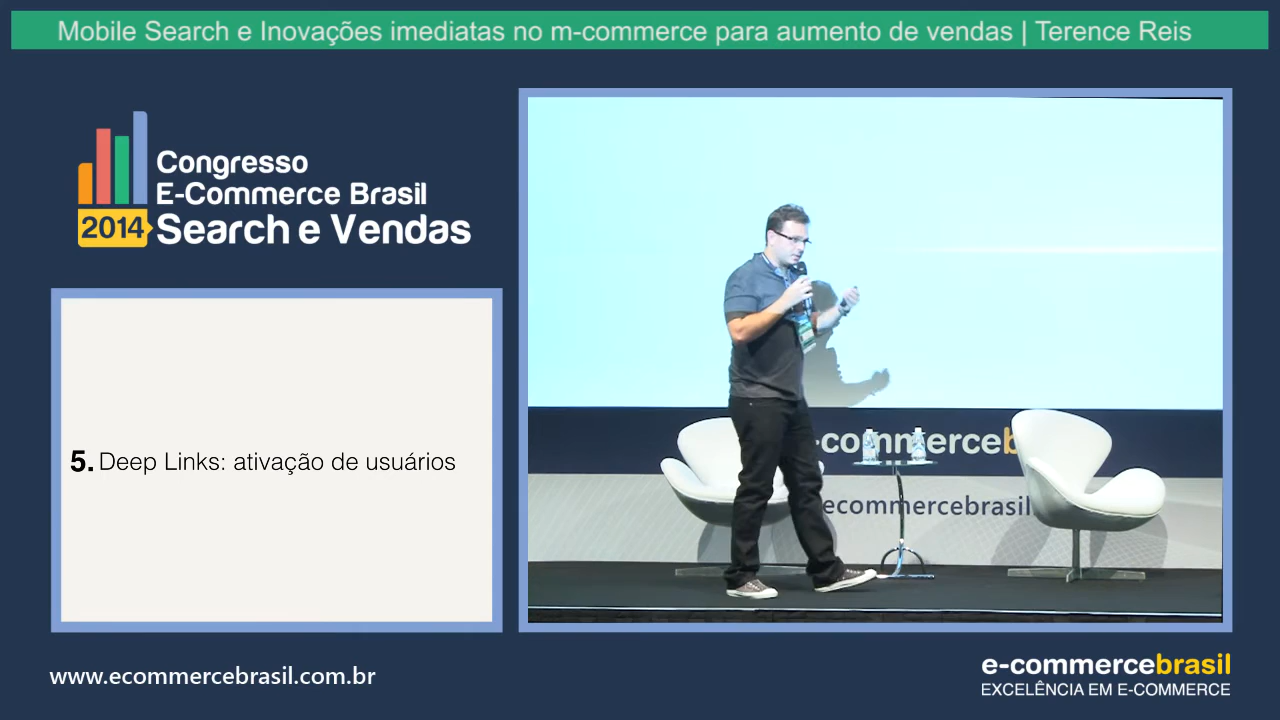 Mobile Search e Inovações imediatas no m-commerce para aumento de vendas | Terence Reis
Congresso
E-Commerce Brasil
2014 Search e Vendas
5. Deep Links: ativação de usuários
-commerceb
ecommercebrasil
www.ecommercebrasil.com.br
e-commercebrasil
EXCELÊNCIA EM E-COMMERCE